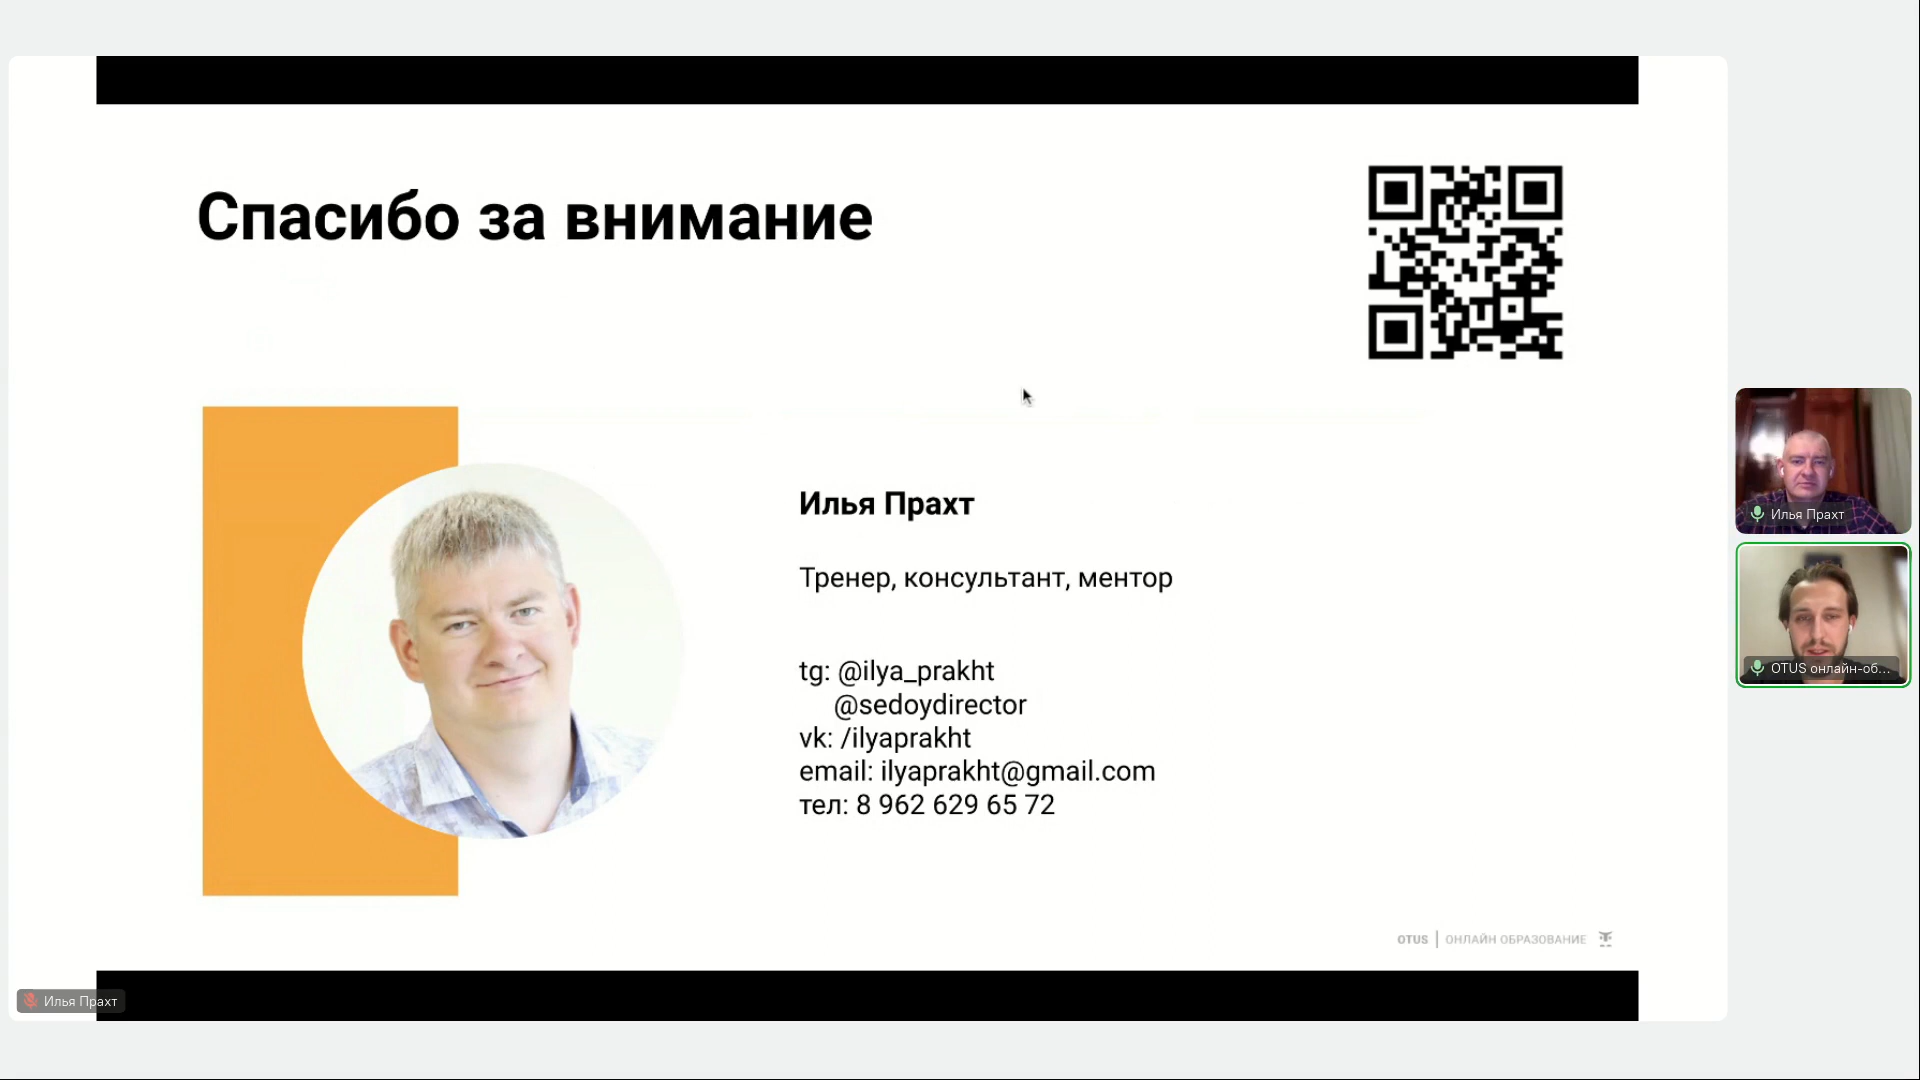 Спасибо за внимание
Илья Прахт
Тренер, консультант, ментор
tg: @ilya_prakht
@sedoydirector
vk: /ilyaprakht
email: ilyaprakht@gmail.com
тел: 8 962 629 65 72
OTUS | ОНЛАЙН ОБРАЗОВАНИЕ
Илья Прахт
Илья Прахт
OTUS онлайн-об...